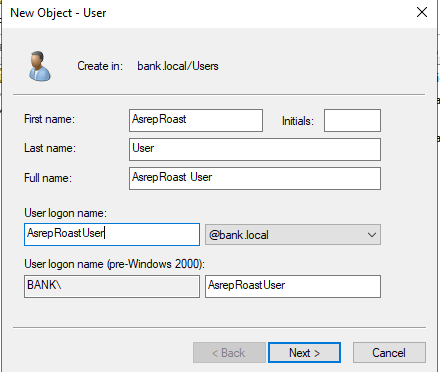 New Object - User
Create in: bank.local/Users
First name: AsrepRoast Initials:
Last name: User
Full name: AsrepRoast User
User logon name:
AsrepRoastUser @bank.local
User logon name (pre-Windows 2000):
BANK\ AsrepRoastUser
< Back Next > Cancel